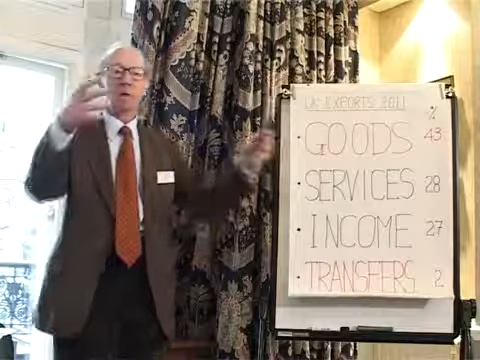 UK EXPORTS 2011
%
GOODS 43
SERVICES 28
INCOME 27
TRANSFERS 2